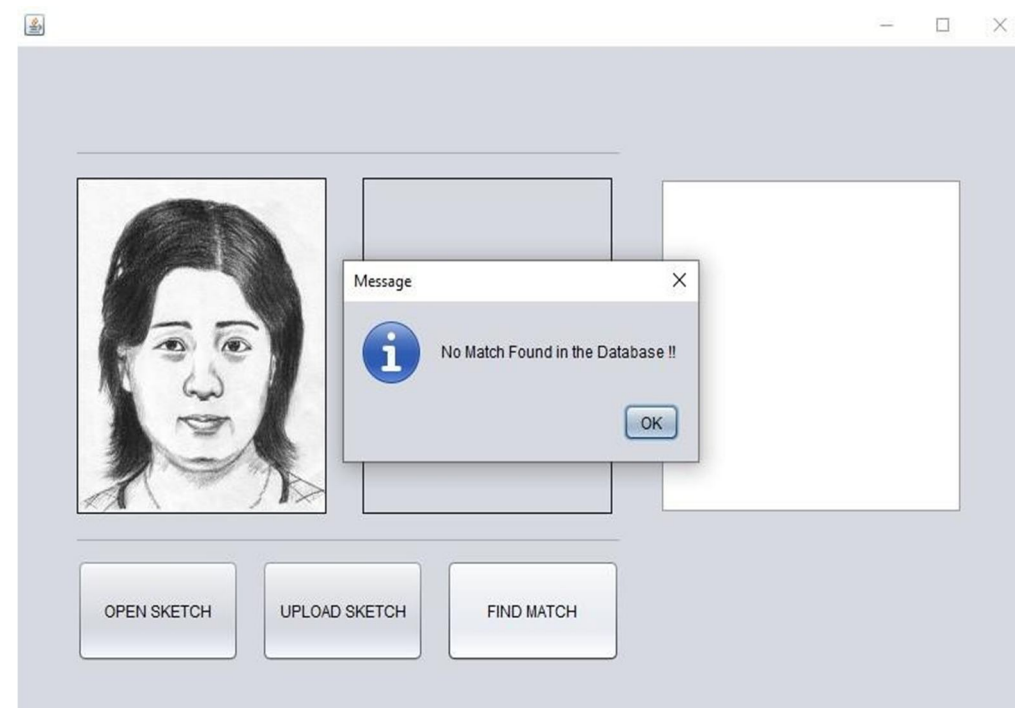 Message
No Match Found in the Database !!
OK
OPEN SKETCH
UPLOAD SKETCH
FIND MATCH